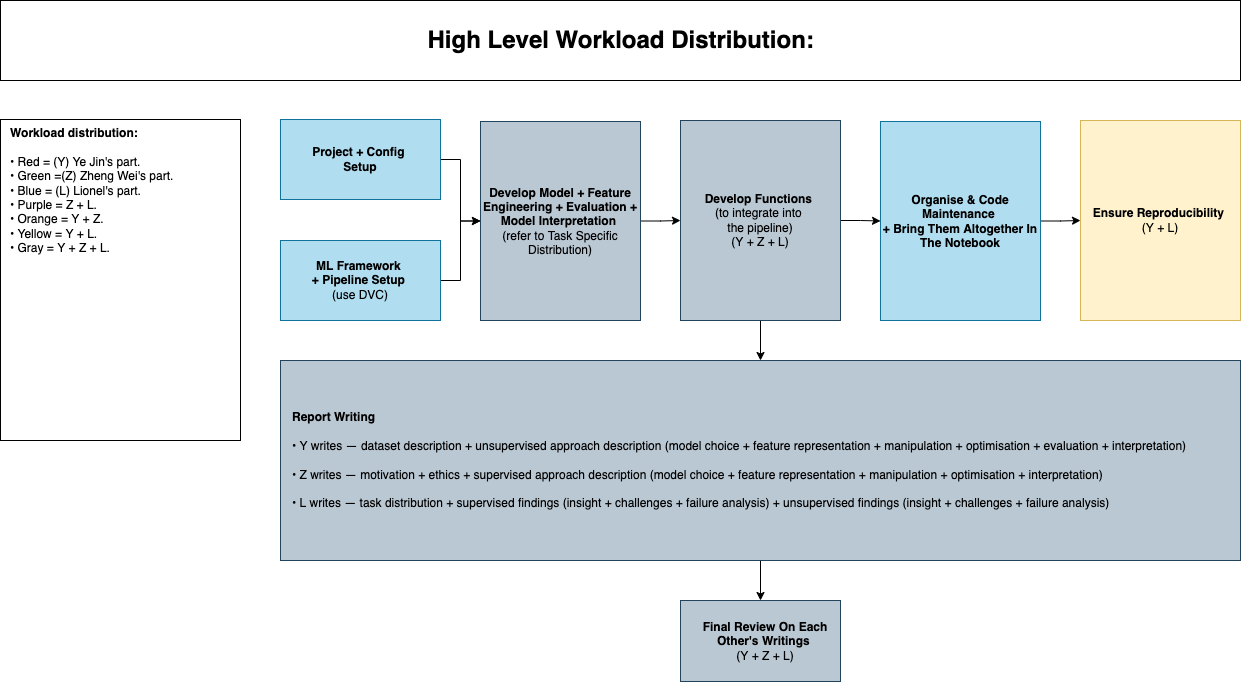 High Level Workload Distribution:
Workload distribution:
• Red = (Y) Ye Jin's part.
• Green =(Z) Zheng Wei's part.
• Blue = (L) Lionel's part.
• Purple = Z + L.
• Orange = Y + Z.
• Yellow = Y + L.
• Gray = Y + Z + L.
Project + Config
Setup
ML Framework
+ Pipeline Setup
(use DVC)
Develop Model + Feature
Engineering + Evaluation +
Model Interpretation
(refer to Task Specific
Distribution)
Develop Functions
(to integrate into
the pipeline)
(Y + Z + L)
Organise & Code
Maintenance
+ Bring Them Altogether In
The Notebook
Ensure Reproducibility
(Y + L)
Report Writing
• Y writes — dataset description + unsupervised approach description (model choice + feature representation + manipulation + optimisation + evaluation + interpretation)
• Z writes — motivation + ethics + supervised approach description (model choice + feature representation + manipulation + optimisation + interpretation)
• L writes — task distribution + supervised findings (insight + challenges + failure analysis) + unsupervised findings (insight + challenges + failure analysis)
Final Review On Each
Other's Writings
(Y + Z + L)